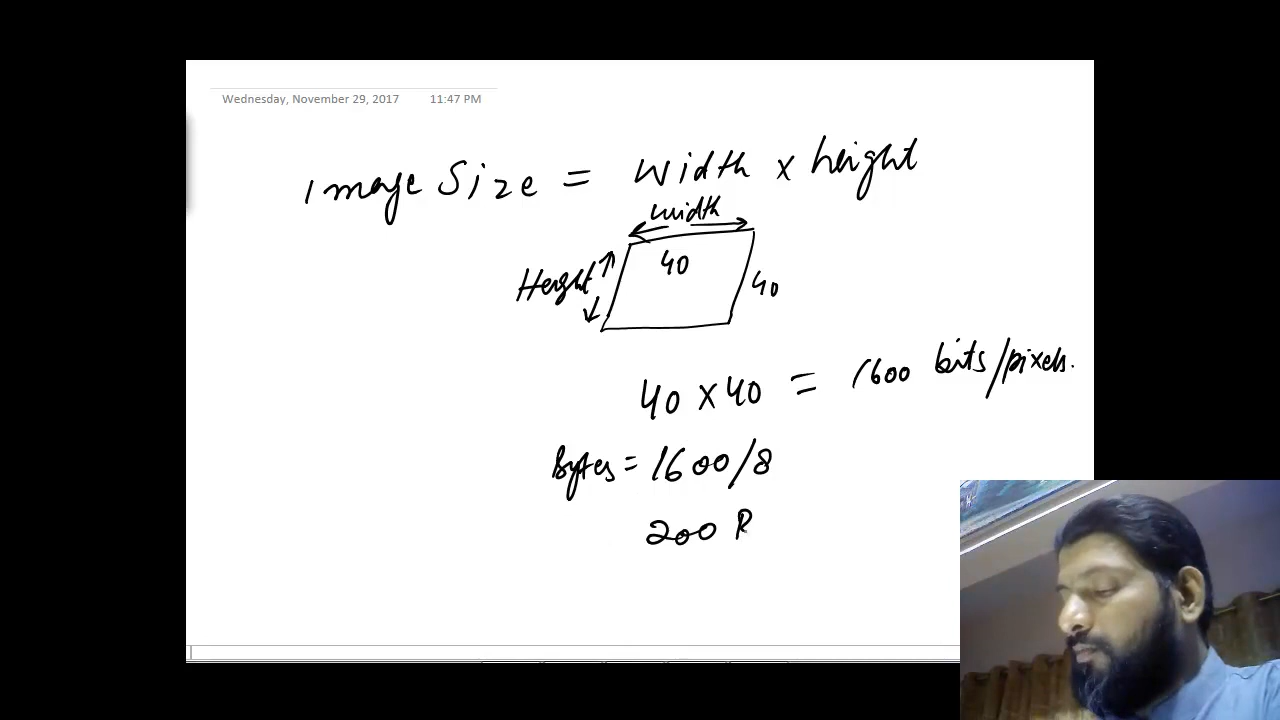 Wednesday, November 29, 2017 11:47 PM
Image Size = width x height
width
Height
40
40
40 x 40 = 1600 bits/pixels.
Bytes = 1600/8
200 B